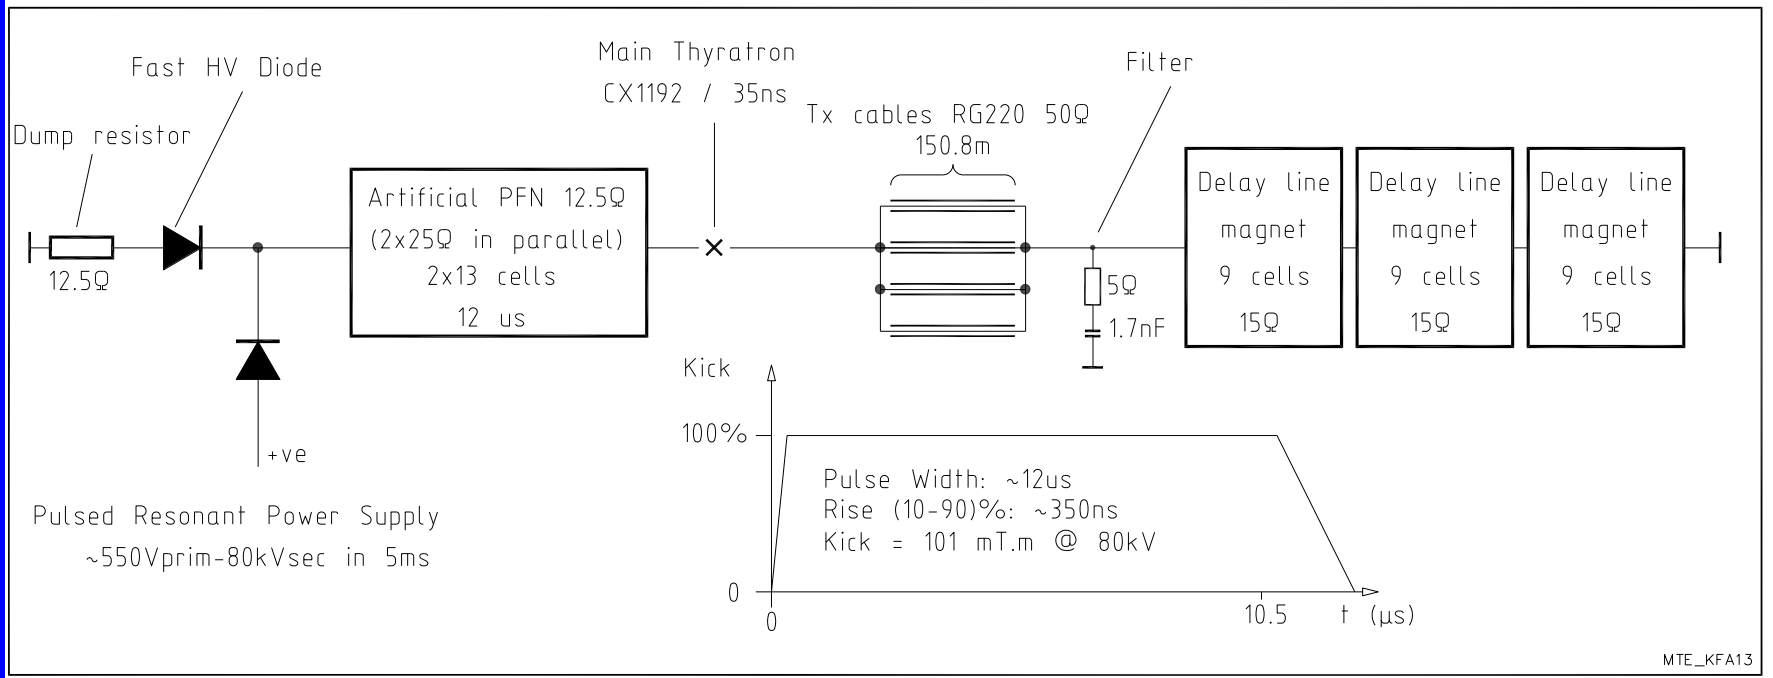 Fast HV Diode
Dump resistor
12.5Ω
Artificial PFN 12.5Ω
(2x25Ω in parallel)
2x13 cells
12 us
Main Thyratron
CX1192 / 35ns
Tx cables RG220 50Ω
150.8m
Filter
5Ω
1.7nF
Delay line
magnet
9 cells
15Ω
Delay line
magnet
9 cells
15Ω
Delay line
magnet
9 cells
15Ω
+ve
Pulsed Resonant Power Supply
~550Vprim-80kVsec in 5ms
Kick
100%
Pulse Width: ~12us
Rise (10-90)%: ~350ns
Kick = 101 mT.m @ 80kV
0
0
10.5
t (µs)
MTE_KFA13